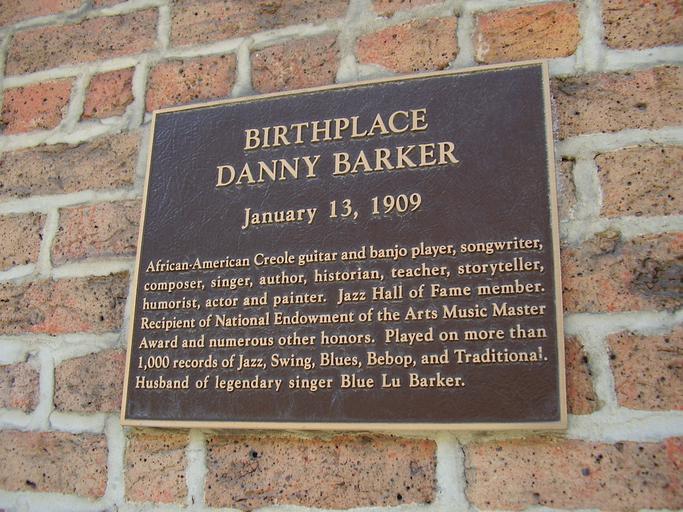 BIRTHPLACE
DANNY BARKER
January 13, 1909
African-American Creole guitar and banjo player, songwriter,
composer, singer, author, historian, teacher, storyteller,
humorist, actor and painter. Jazz Hall of Fame member.
Recipient of National Endowment of the Arts Music Master
Award and numerous other honors. Played on more than
1,000 records of Jazz, Swing, Blues, Bebop, and Traditional.
Husband of legendary singer Blue Lu Barker.